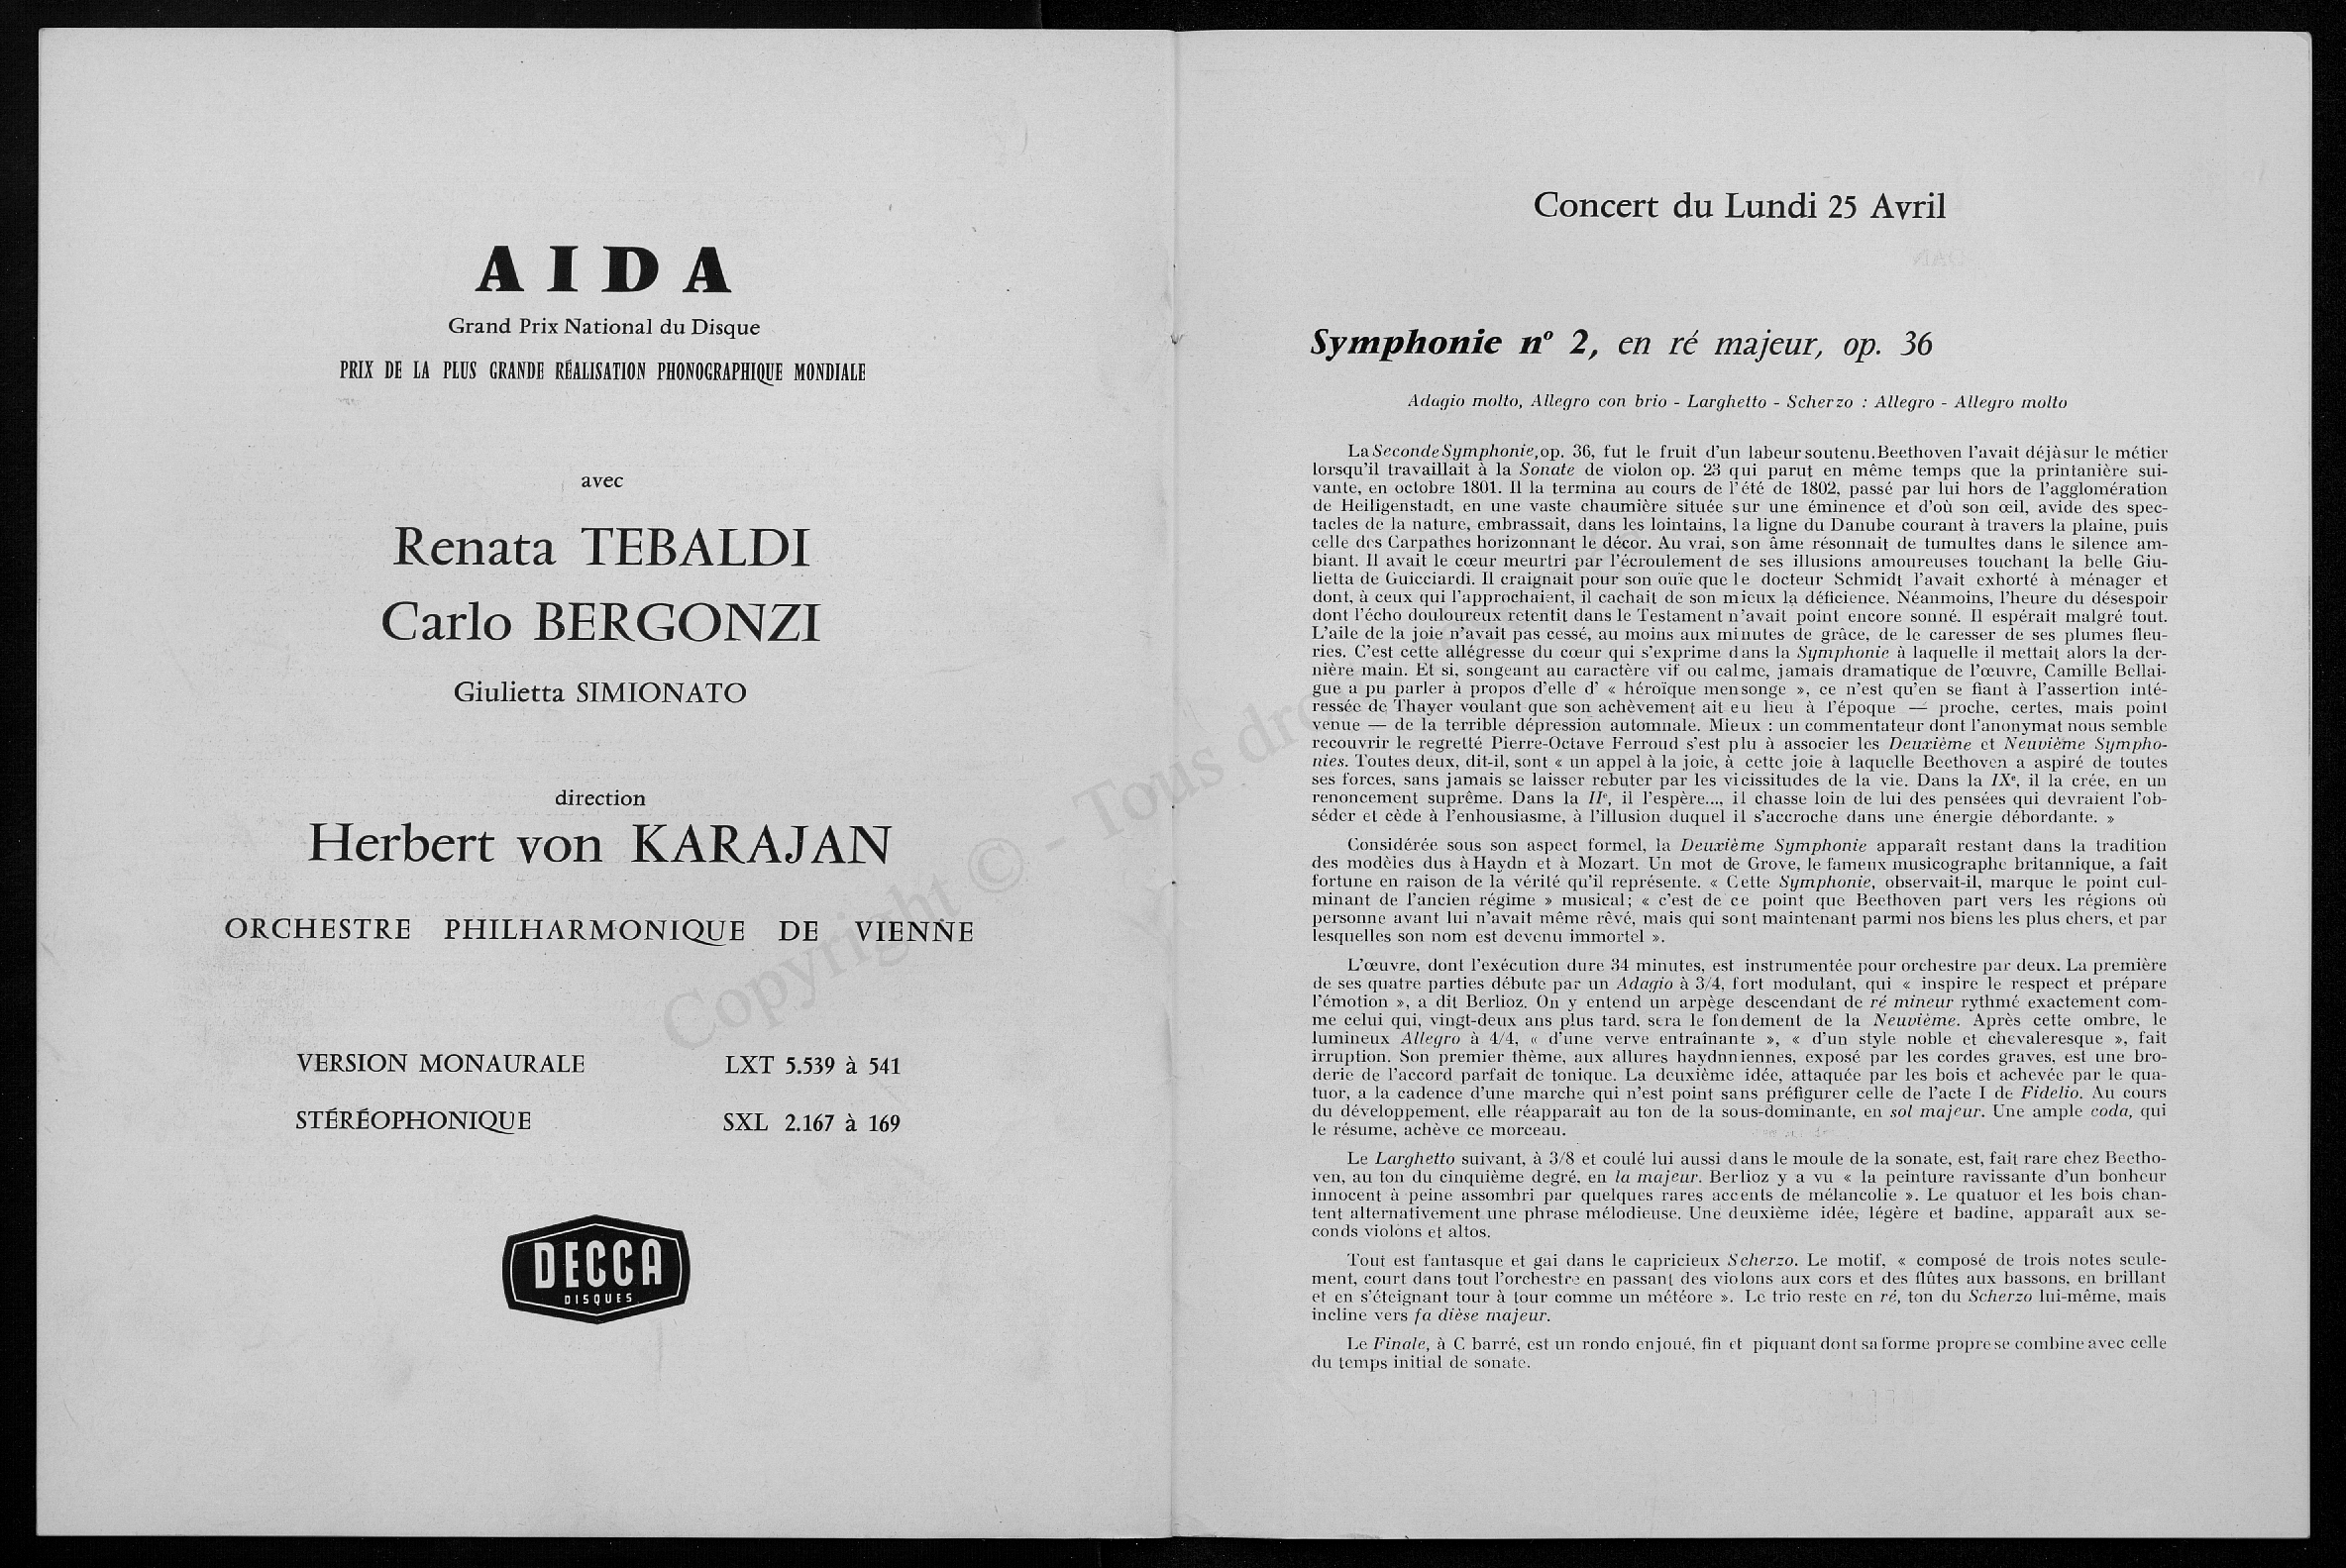 AIDA
Grand Prix National du Disque
PRIX DE LA PLUS GRANDE RÉALISATION PHONOGRAPHIQUE MONDIALE
avec
Renata TEBALDI
Carlo BERGONZI
Giulietta SIMIONATO
direction
Herbert von KARAJAN
ORCHESTRE PHILHARMONIQUE DE VIENNE
VERSION MONAURALE LXT 5.539 à 541
STÉRÉOPHONIQUE SXL 2.167 à 169
DECCA
DISQUES
Copyright © - Tous dro
Concert du Lundi 25 Avril
Symphonie nº 2, en ré majeur, op. 36
Adagio molto, Allegro con brio - Larghetto - Scherzo : Allegro - Allegro molto
La Seconde Symphonie, op. 36, fut le fruit d'un labeur soutenu. Beethoven l'avait déjà sur le métier
lorsqu'il travaillait à la Sonate de violon op. 23 qui parut en même temps que la printanière sui-
vante, en octobre 1801. Il la termina au cours de l'été de 1802, passé par lui hors de l'agglomération
de Heiligenstadt, en une vaste chaumière située sur une éminence et d'où son œil, avide des spec-
tacles de la nature, embrassait, dans les lointains, la ligne du Danube courant à travers la plaine, puis
celle des Carpathes horizonnant le décor. Au vrai, son âme résonnait de tumultes dans le silence am-
biant. Il avait le cœur meurtri par l'écroulement de ses illusions amoureuses touchant la belle Giu-
lietta de Guicciardi. Il craignait pour son ouïe que le docteur Schmidt l'avait exhorté à ménager et
dont, à ceux qui l'approchaient, il cachait de son mieux la déficience. Néanmoins, l'heure du désespoir
dont l'écho douloureux retentit dans le Testament n'avait point encore sonné. Il espérait malgré tout.
L'aile de la joie n'avait pas cessé, au moins aux minutes de grâce, de le caresser de ses plumes fleu-
ries. C'est cette allégresse du cœur qui s'exprime dans la Symphonie à laquelle il mettait alors la der-
nière main. Et si, songeant au caractère vif ou calme, jamais dramatique de l'œuvre, Camille Bellai-
gue a pu parler à propos d'elle d' « héroïque mensonge », ce n'est qu'en se fiant à l'assertion inté-
ressée de Thayer voulant que son achèvement ait eu lieu à l'époque — proche, certes, mais point
venue — de la terrible dépression automnale. Mieux : un commentateur dont l'anonymat nous semble
recouvrir le regretté Pierre-Octave Ferroud s'est plu à associer les Deuxième et Neuvième Sympho-
nies. Toutes deux, dit-il, sont « un appel à la joie, à cette joie à laquelle Beethoven a aspiré de toutes
ses forces, sans jamais se laisser rebuter par les vicissitudes de la vie. Dans la IXe, il la crée, en un
renoncement suprême. Dans la IIe, il l'espère..., il chasse loin de lui des pensées qui devraient l'ob-
séder et cède à l'enhousiasme, à l'illusion duquel il s'accroche dans une énergie débordante. »
Considérée sous son aspect formel, la Deuxième Symphonie apparaît restant dans la tradition
des modèles dus à Haydn et à Mozart. Un mot de Grove, le fameux musicographe britannique, a fait
fortune en raison de la vérité qu'il représente. « Cette Symphonie, observait-il, marque le point cul-
minant de l'ancien régime » musical; « c'est de ce point que Beethoven part vers les régions où
personne avant lui n'avait même rêvé, mais qui sont maintenant parmi nos biens les plus chers, et par
lesquelles son nom est devenu immortel ».
L'œuvre, dont l'exécution dure 34 minutes, est instrumentée pour orchestre par deux. La première
de ses quatre parties débute par un Adagio à 3/4, fort modulant, qui « inspire le respect et prépare
l'émotion », a dit Berlioz. On y entend un arpège descendant de ré mineur rythmé exactement com-
me celui qui, vingt-deux ans plus tard, sera le fondement de la Neuvième. Après cette ombre, le
lumineux Allegro à 4/4, « d'une verve entraînante », « d'un style noble et chevaleresque », fait
irruption. Son premier thème, aux allures haydnniennes, exposé par les cordes graves, est une bro-
derie de l'accord parfait de tonique. La deuxième idée, attaquée par les bois et achevée par le qua-
tuor, a la cadence d'une marche qui n'est point sans préfigurer celle de l'acte I de Fidelio. Au cours
du développement, elle réapparaît au ton de la sous-dominante, en sol majeur. Une ample coda, qui
le résume, achève ce morceau.
Le Larghetto suivant, à 3/8 et coulé lui aussi dans le moule de la sonate, est, fait rare chez Beetho-
ven, au ton du cinquième degré, en la majeur. Berlioz y a vu « la peinture ravissante d'un bonheur
innocent à peine assombri par quelques rares accents de mélancolie ». Le quatuor et les bois chan-
tent alternativement une phrase mélodieuse. Une deuxième idée, légère et badine, apparaît aux se-
conds violons et altos.
Tout est fantasque et gai dans le capricieux Scherzo. Le motif, « composé de trois notes seule-
ment, court dans tout l'orchestre en passant des violons aux cors et des flûtes aux bassons, en brillant
et en s'éteignant tour à tour comme un météore ». Le trio reste en ré, ton du Scherzo lui-même, mais
incline vers fa dièse majeur.
Le Finale, à C barré, est un rondo enjoué, fin et piquant dont sa forme propre se combine avec celle
du temps initial de sonate.